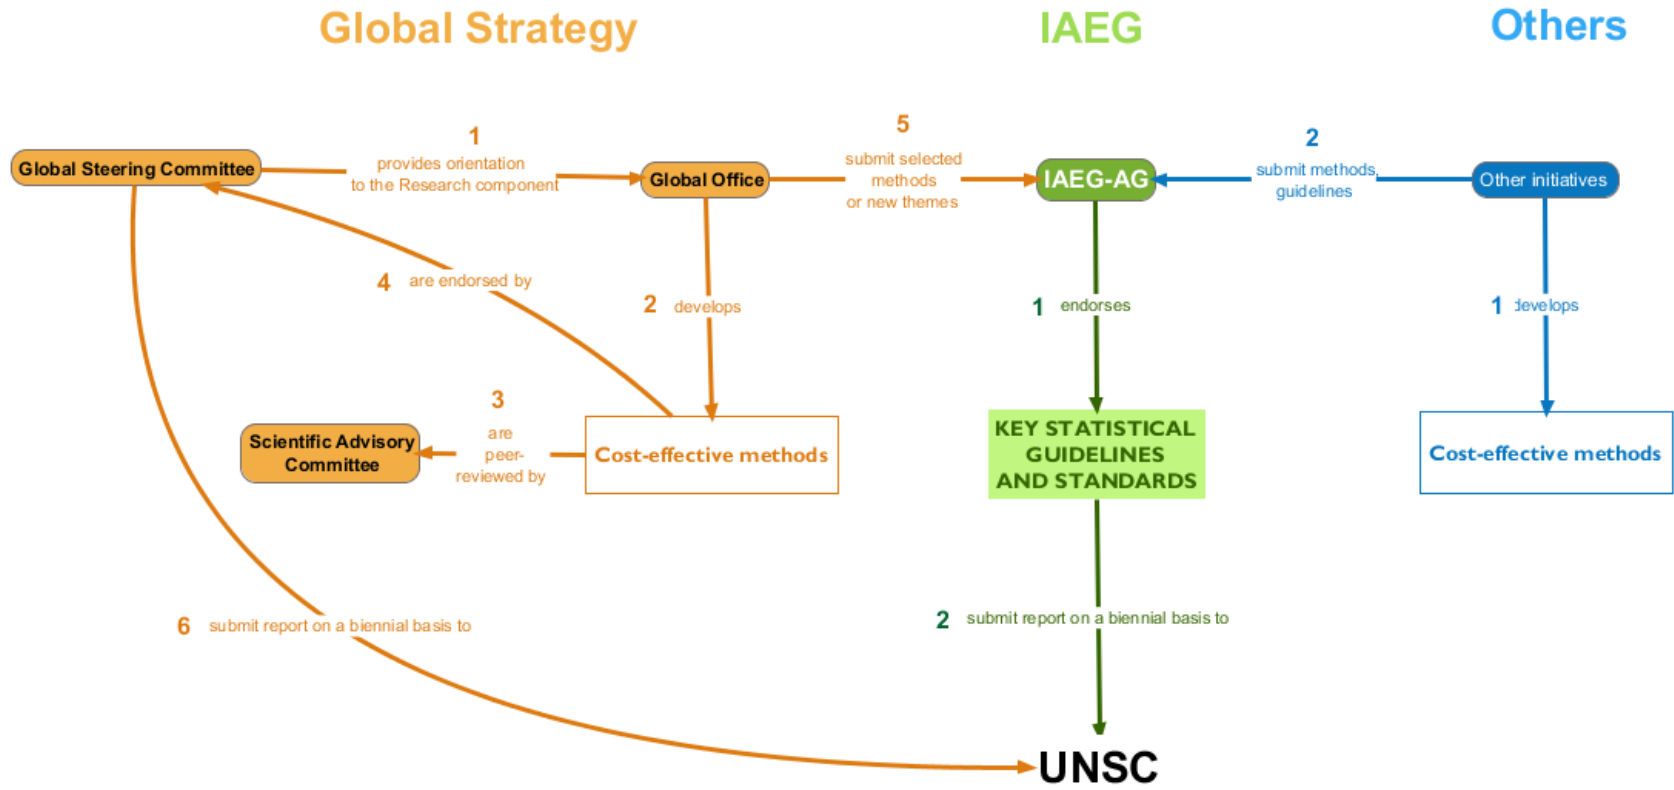 Global Strategy
IAEG
Others
1
provides orientation
to the Research component
5
submit selected
methods
or new themes
2
submit methods,
guidelines
Global Steering Committee
Global Office
IAEG-AG
Other initiatives
4
are endorsed by
2
develops
1
endorses
1
develops
3
are
peer-
reviewed by
Scientific Advisory
Committee
Cost-effective methods
KEY STATISTICAL
GUIDELINES
AND STANDARDS
Cost-effective methods
6
submit report on a biennial basis to
2
submit report on a biennial basis to
UNSC